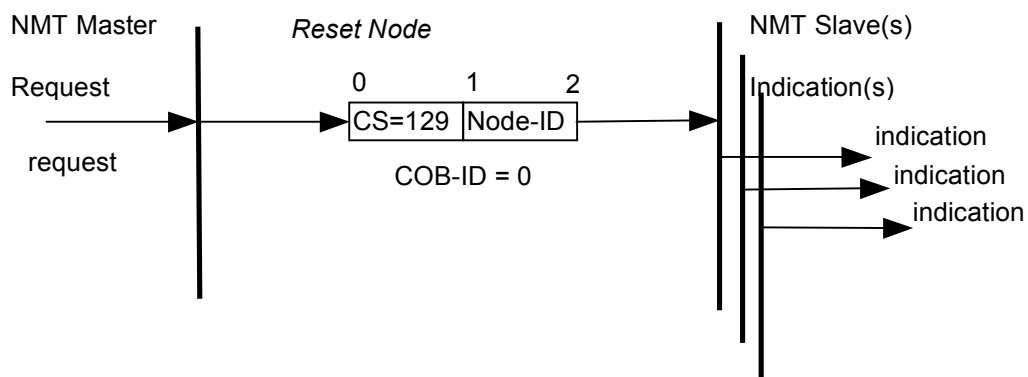 NMT Master
Reset Node
NMT Slave(s)
Request
0 1 2
Indication(s)
CS=129 Node-ID
request
COB-ID = 0
indication
indication
indication